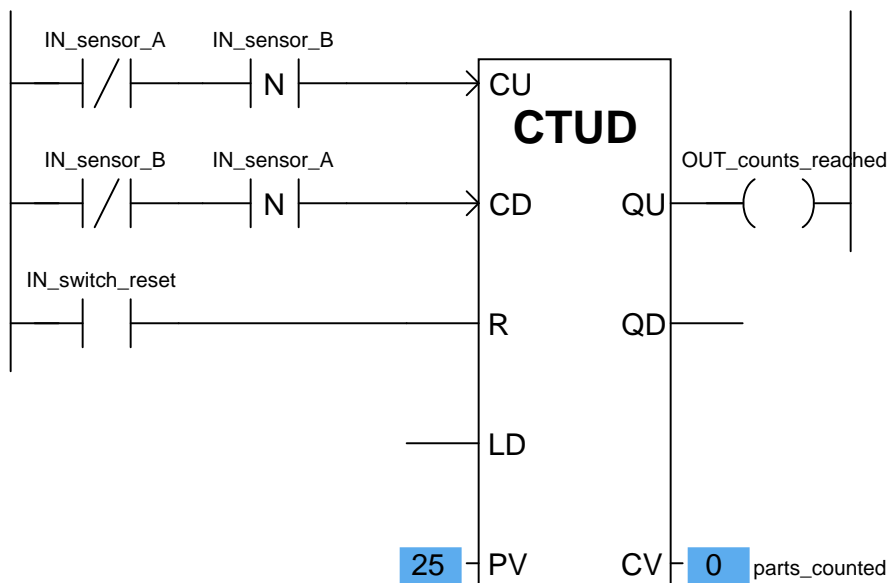 IN_sensor_A IN_sensor_B
N
CU
CTUD
IN_sensor_B IN_sensor_A
OUT_counts_reached
N
CD
QU
IN_switch_reset
R
QD
LD
25
PV
CV
0
parts_counted